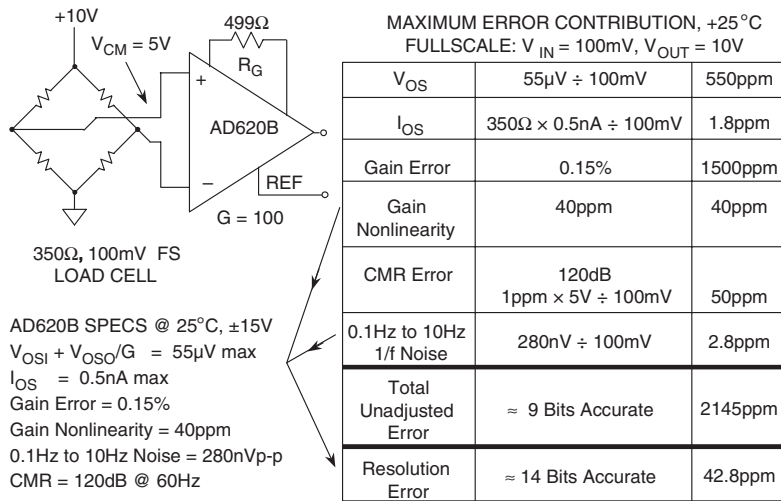 +10V
V_CM = 5V
499Ω
R_G
+
AD620B
−
REF
G = 100
350Ω, 100mV FS
LOAD CELL
AD620B SPECS @ 25°C, ±15V
V_OSI + V_OSO/G = 55µV max
I_OS = 0.5nA max
Gain Error = 0.15%
Gain Nonlinearity = 40ppm
0.1Hz to 10Hz Noise = 280nVp-p
CMR = 120dB @ 60Hz
MAXIMUM ERROR CONTRIBUTION, +25°C
FULLSCALE: V_IN = 100mV, V_OUT = 10V
V_OS 55µV ÷ 100mV 550ppm
I_OS 350Ω × 0.5nA ÷ 100mV 1.8ppm
Gain Error 0.15% 1500ppm
Gain 40ppm 40ppm
Nonlinearity
CMR Error 120dB
1ppm × 5V ÷ 100mV 50ppm
0.1Hz to 10Hz
1/f Noise 280nV ÷ 100mV 2.8ppm
Total
Unadjusted ≈ 9 Bits Accurate 2145ppm
Error
Resolution ≈ 14 Bits Accurate 42.8ppm
Error